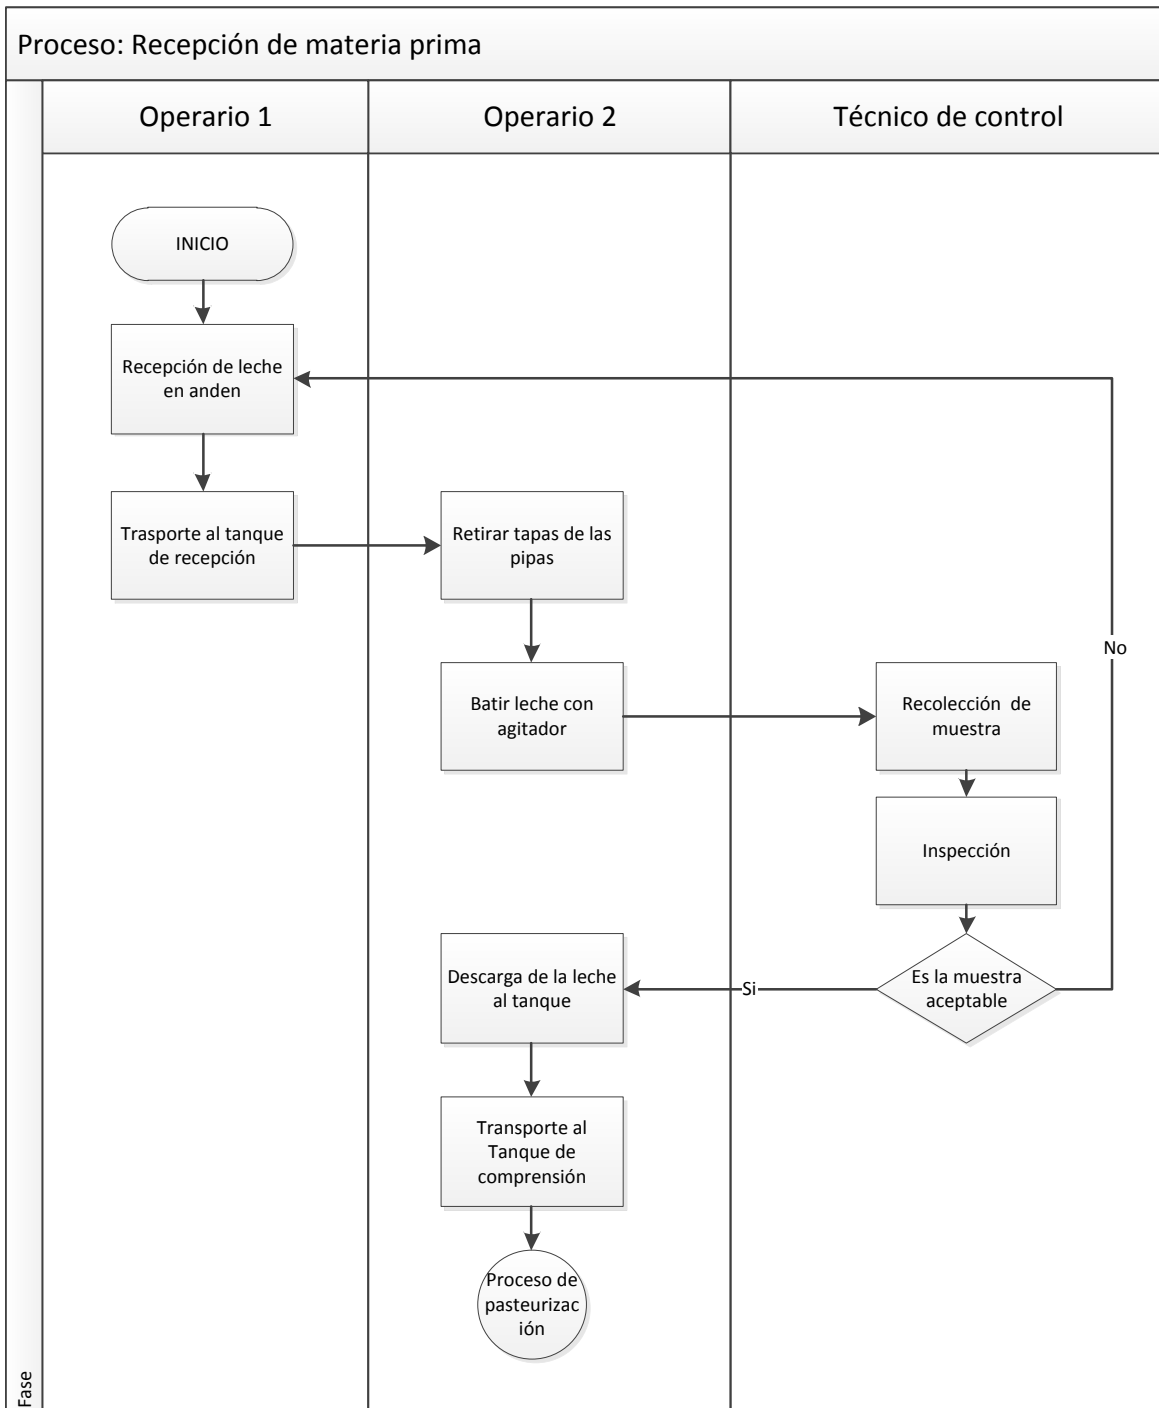 Proceso: Recepción de materia prima
Operario 1
Operario 2
Técnico de control
INICIO
Recepción de leche
en anden
Trasporte al tanque
de recepción
Retirar tapas de las
pipas
Batir leche con
agitador
Recolección de
muestra
No
Inspección
Es la muestra
aceptable
Si
Descarga de la leche
al tanque
Transporte al
Tanque de
comprensión
Proceso de
pasteurizac
ión
Fase